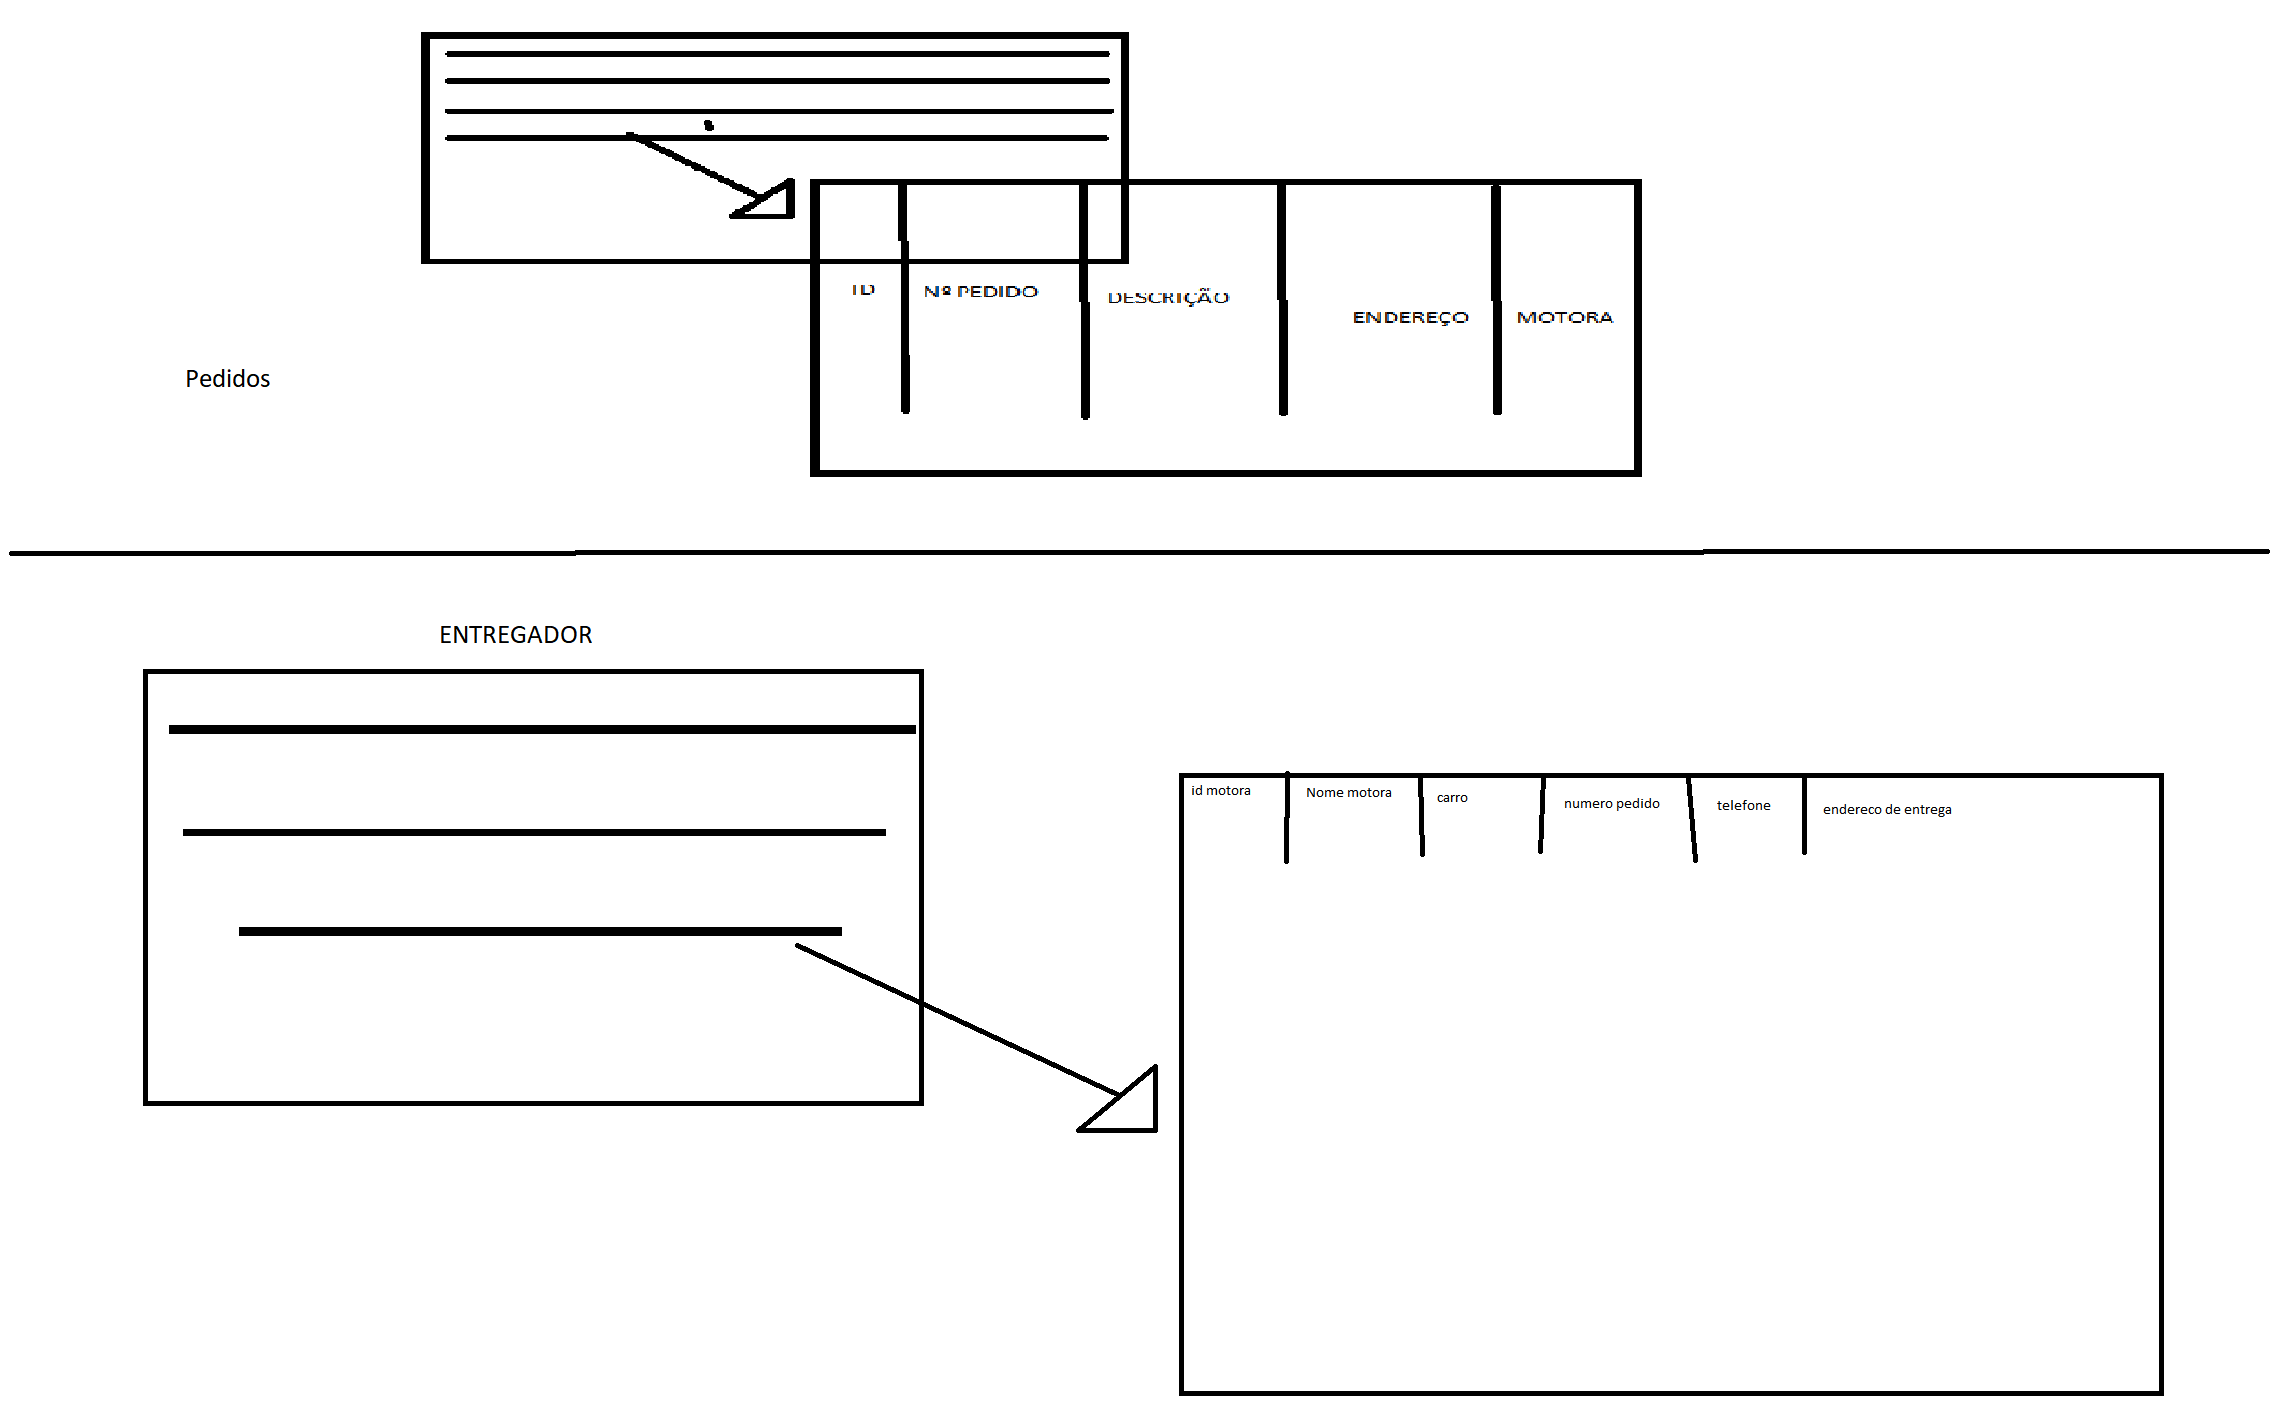 ID
Nº PEDIDO
DESCRIÇÃO
ENDEREÇO
MOTORA
Pedidos
ENTREGADOR
id motora
Nome motora
carro
numero pedido
telefone
endereco de entrega